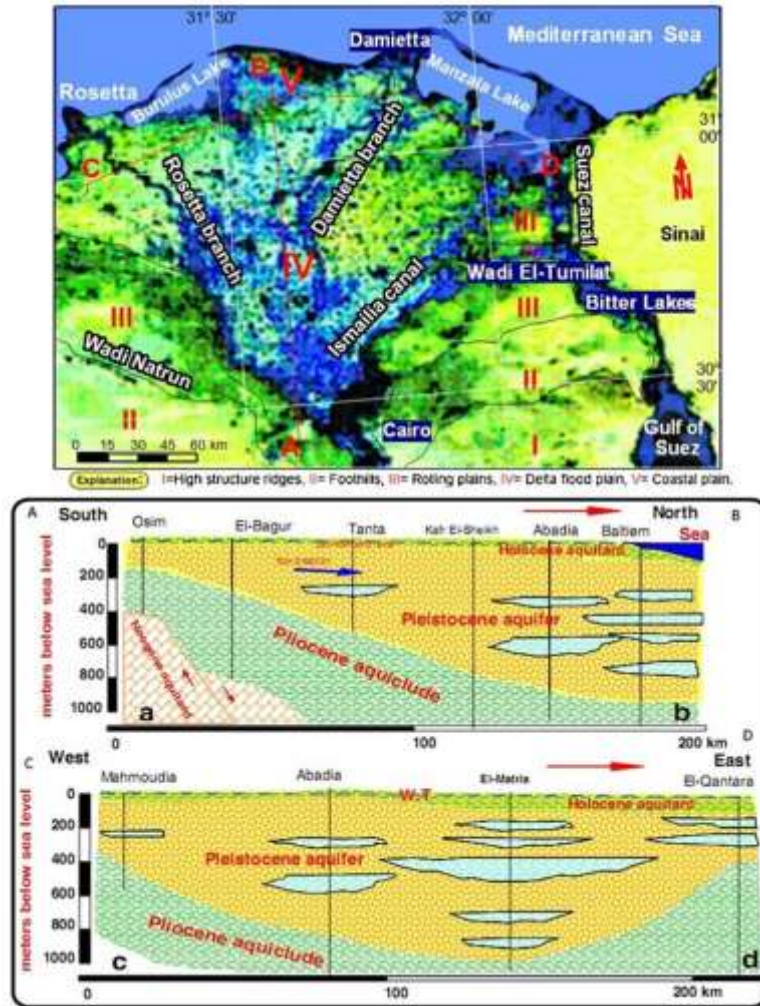 31° 30'
32° 00'
Damietta
Mediterranean Sea
Rosetta
Burulus Lake
B
V
Manzala Lake
31°
00'
C
D
Rosetta branch
Damietta branch
Suez canal
N
Sinai
III
IV
Wadi El-Tumilat
Ismailia canal
III
III
Bitter Lakes
Wadi Natrun
II
II
30°
30'
Cairo
A
I
Gulf of
Suez
0 15 30 45 60 km
Explanation: I=High structure ridges, II= Foothills, III= Rolling plains, IV= Delta flood plain, V= Coastal plain.
A South North B
Osim El-Bagur Tanta Kafr El-Sheikh Abadia Baltiem Sea
meters below sea level
0
200
400
600
800
1000
Holocene aquitard
Pleistocene aquifer
Pliocene aquiclude
Neogene aquitard
a b
0 100 200 km
C West East D
Mahmoudia Abadia El-Matria El-Qantara
meters below sea level
0
200
400
600
800
1000
W.T
Holocene aquitard
Pleistocene aquifer
Pliocene aquiclude
c d
0 100 200 km